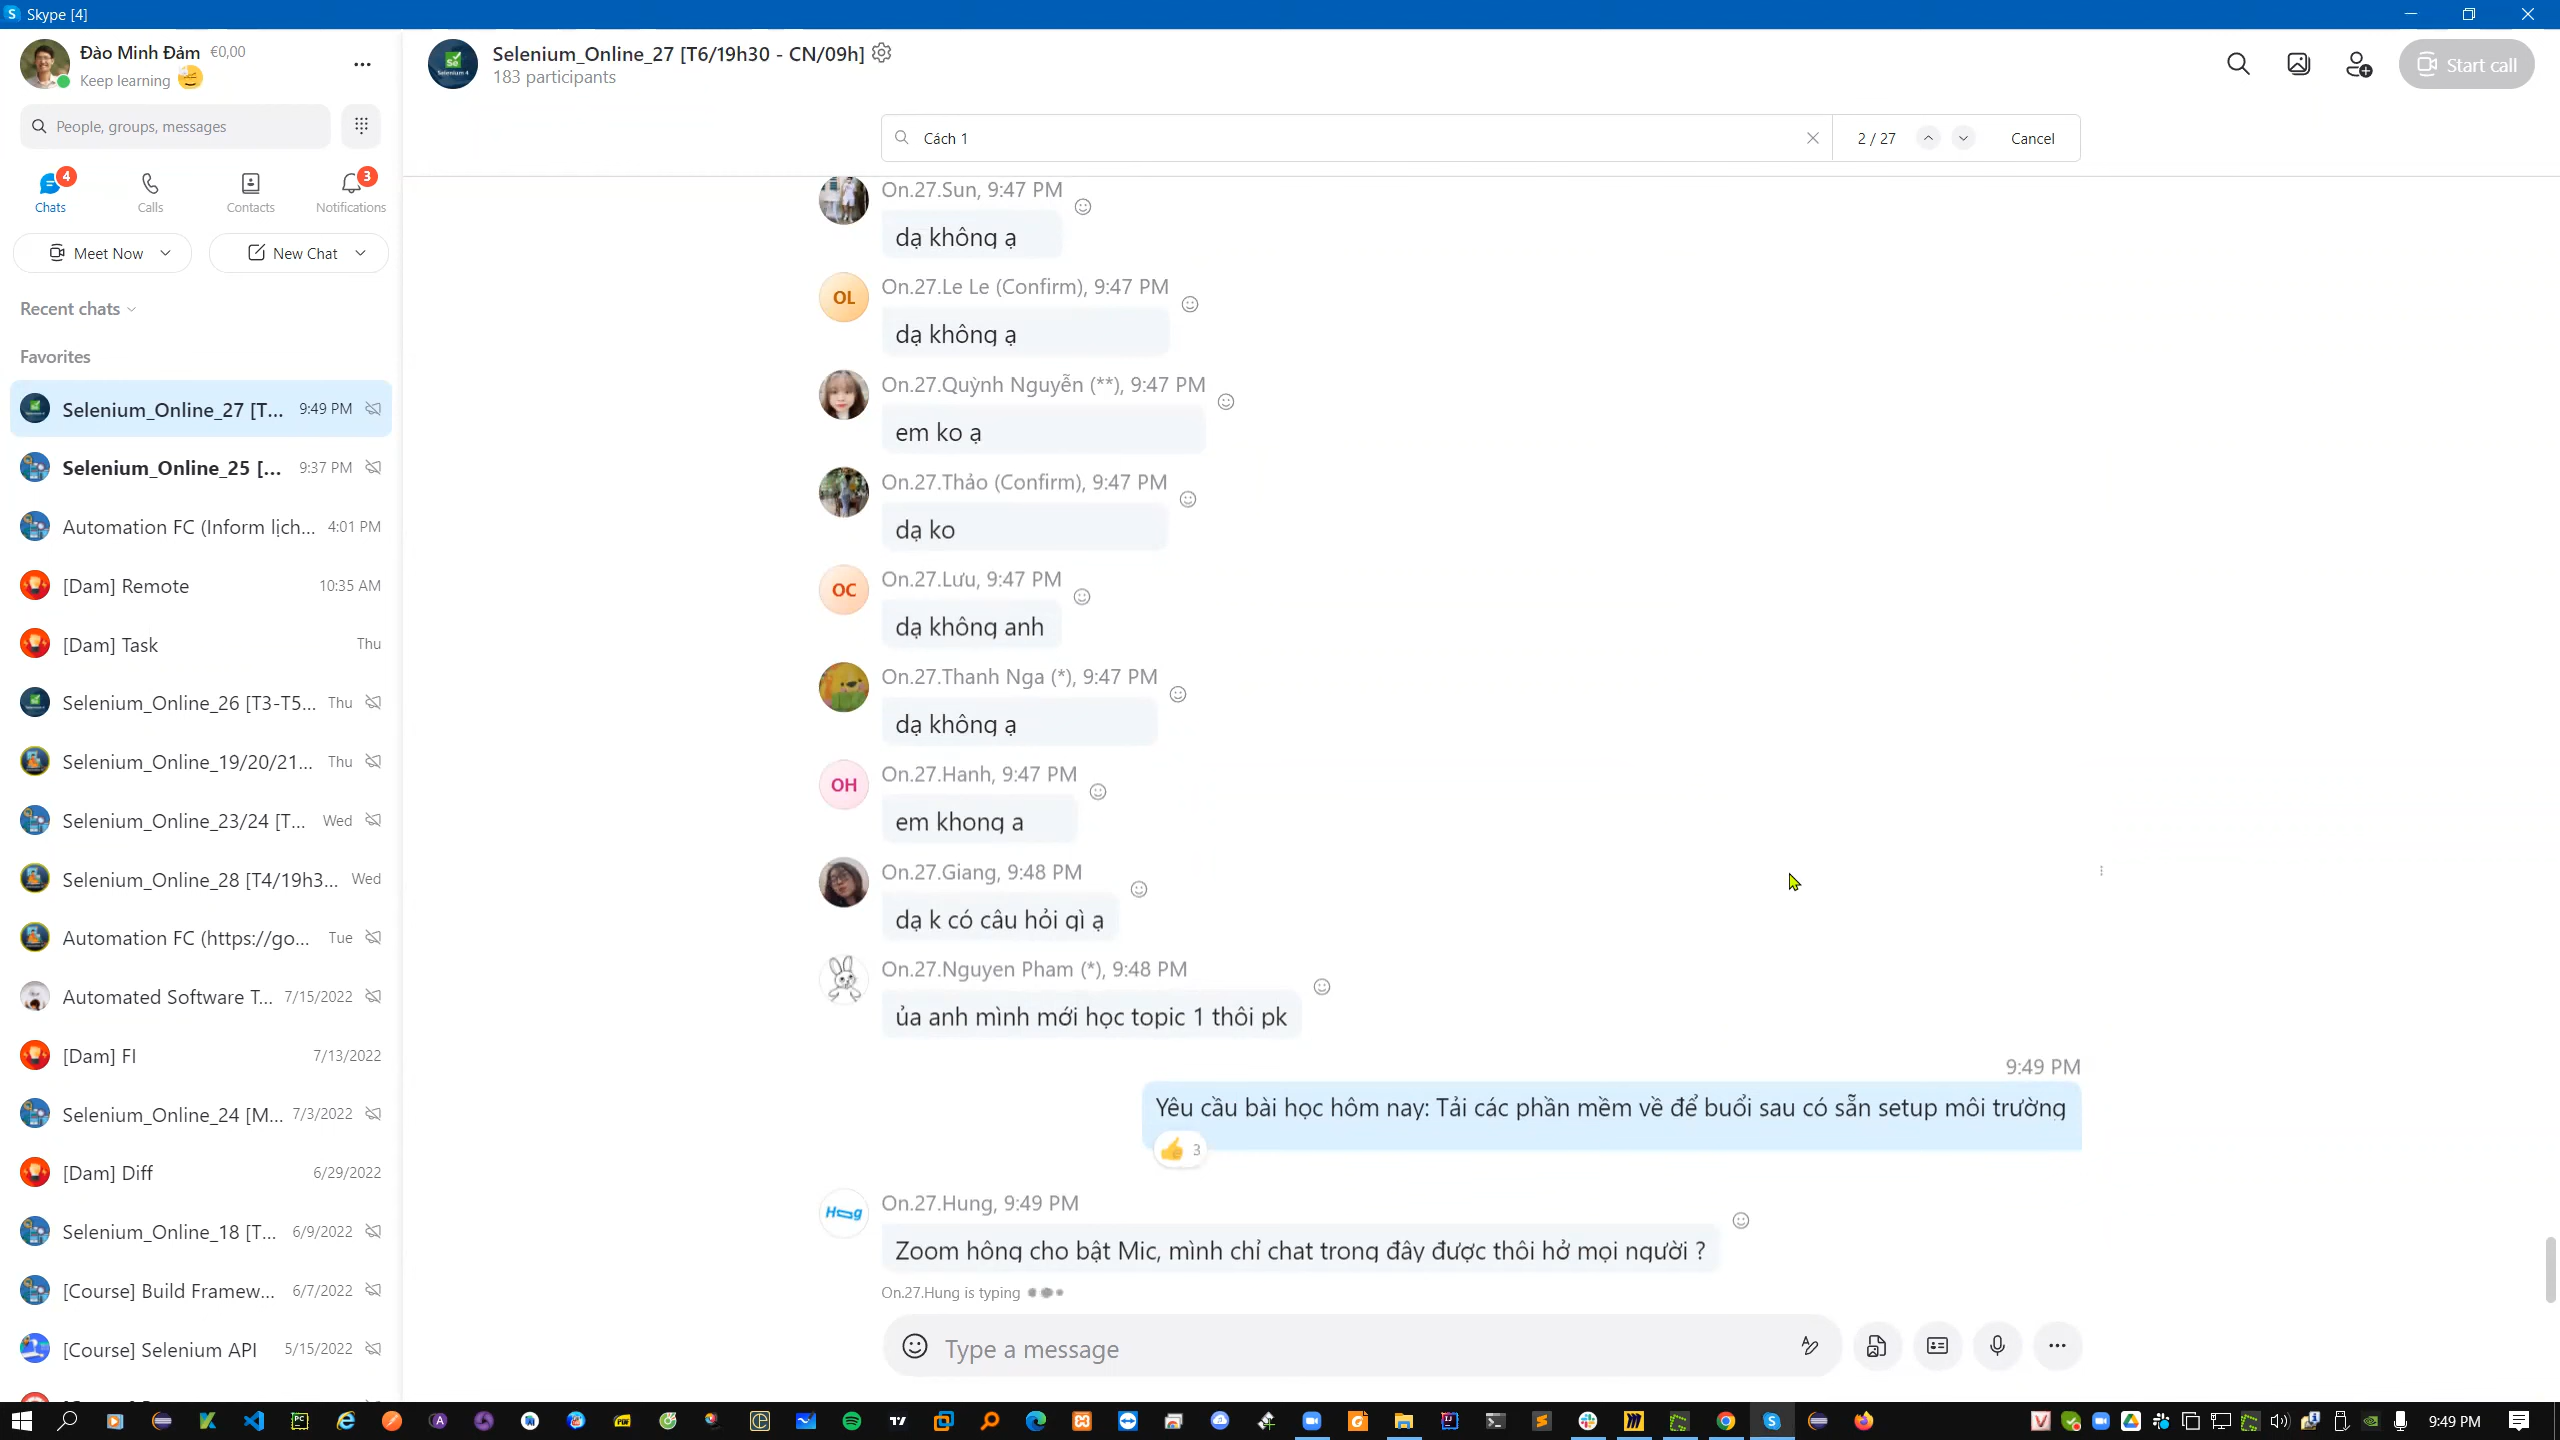 Skype [4]
Đào Minh Đảm €0,00
Keep learning
People, groups, messages
Chats 4
Calls
Contacts
Notifications 3
Meet Now
New Chat
Recent chats
Favorites
Selenium_Online_27 [T... 9:49 PM
Selenium_Online_25 [... 9:37 PM
Automation FC (Inform lịch... 4:01 PM
[Dam] Remote 10:35 AM
[Dam] Task Thu
Selenium_Online_26 [T3-T5... Thu
Selenium_Online_19/20/21... Thu
Selenium_Online_23/24 [T... Wed
Selenium_Online_28 [T4/19h3... Wed
Automation FC (https://go... Tue
Automated Software T... 7/15/2022
[Dam] FI 7/13/2022
Selenium_Online_24 [M... 7/3/2022
[Dam] Diff 6/29/2022
Selenium_Online_18 [T... 6/9/2022
[Course] Build Framew... 6/7/2022
[Course] Selenium API 5/15/2022
Selenium_Online_27 [T6/19h30 - CN/09h]
183 participants
Start call
Cách 1
2 / 27
Cancel
On.27.Sun, 9:47 PM
dạ không ạ
OL
On.27.Le Le (Confirm), 9:47 PM
dạ không ạ
On.27.Quỳnh Nguyễn (**), 9:47 PM
em ko ạ
On.27.Thảo (Confirm), 9:47 PM
dạ ko
OC
On.27.Lưu, 9:47 PM
dạ không anh
On.27.Thanh Nga (*), 9:47 PM
dạ không ạ
OH
On.27.Hanh, 9:47 PM
em khong a
On.27.Giang, 9:48 PM
dạ k có câu hỏi gì ạ
On.27.Nguyen Pham (*), 9:48 PM
ủa anh mình mới học topic 1 thôi pk
9:49 PM
Yêu cầu bài học hôm nay: Tải các phần mềm về để buổi sau có sẵn setup môi trường
3
On.27.Hung, 9:49 PM
Zoom hông cho bật Mic, mình chỉ chat trong đây được thôi hở mọi người ?
On.27.Hung is typing
Type a message
9:49 PM